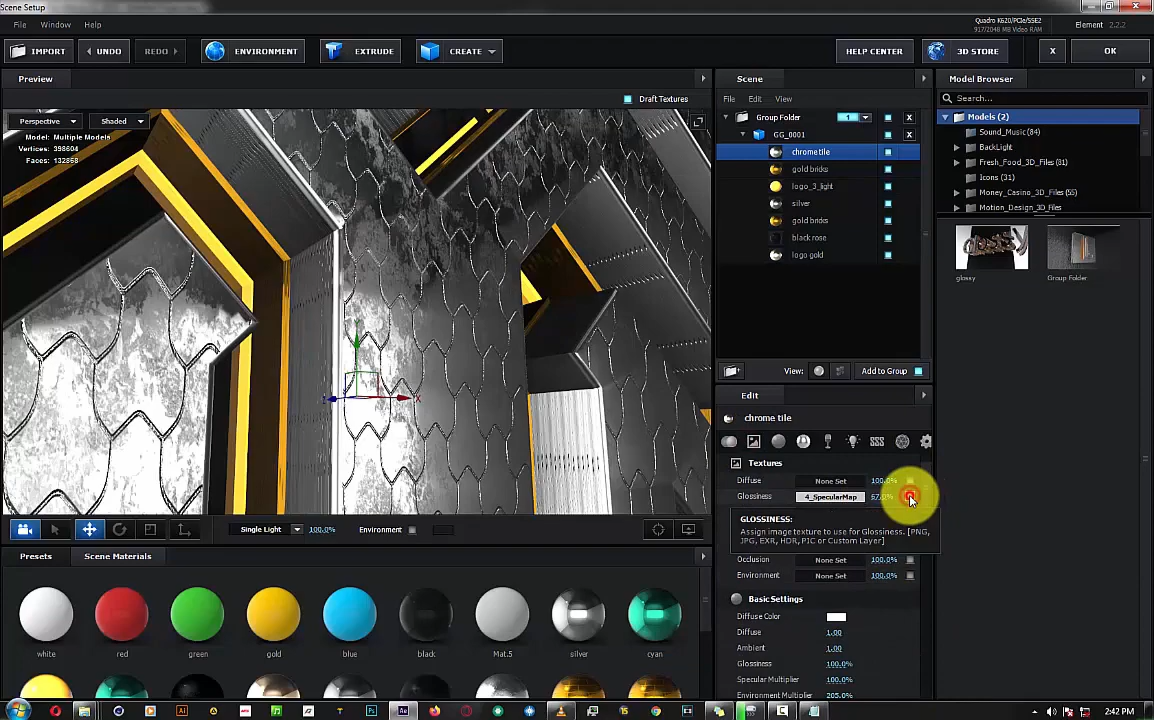 Scene Setup
File Window Help
Quadro K620/PCIe/SSE2
917/2048 MB Video RAM
Element 2.2.2
IMPORT
UNDO
REDO
ENVIRONMENT
EXTRUDE
CREATE
HELP CENTER
3D STORE
X
OK
Preview
Draft Textures
Perspective
Shaded
Model: Multiple Models
Vertices: 398604
Faces: 132868
X
Single Light
100.0%
Environment
Presets
Scene Materials
white
red
green
gold
blue
black
Mat.5
silver
cyan
Scene
File Edit View
Group Folder
1
X
GG_0001
X
chrome tile
gold bricks
logo_3_light
silver
gold bricks
black rose
logo gold
View:
Add to Group
Edit
chrome tile
Textures
Diffuse
None Set
100.0%
Glossiness
4_SpecularMap
GLOSSINESS:
Assign image texture to use for Glossiness. [PNG,
JPG, EXR, HDR, PIC or Custom Layer]
Occlusion
None Set
100.0%
Environment
None Set
100.0%
Basic Settings
Diffuse Color
Diffuse
1.00
Ambient
1.00
Glossiness
100.0%
Specular Multiplier
100.0%
Environment Multiplier
205.0%
Model Browser
Search...
Models (2)
Sound_Music(84)
BackLight
Fresh_Food_3D_Files (81)
Icons (31)
Money_Casino_3D_Files (55)
Motion_Design_3D_Files
glossy
Group Folder
2:42 PM